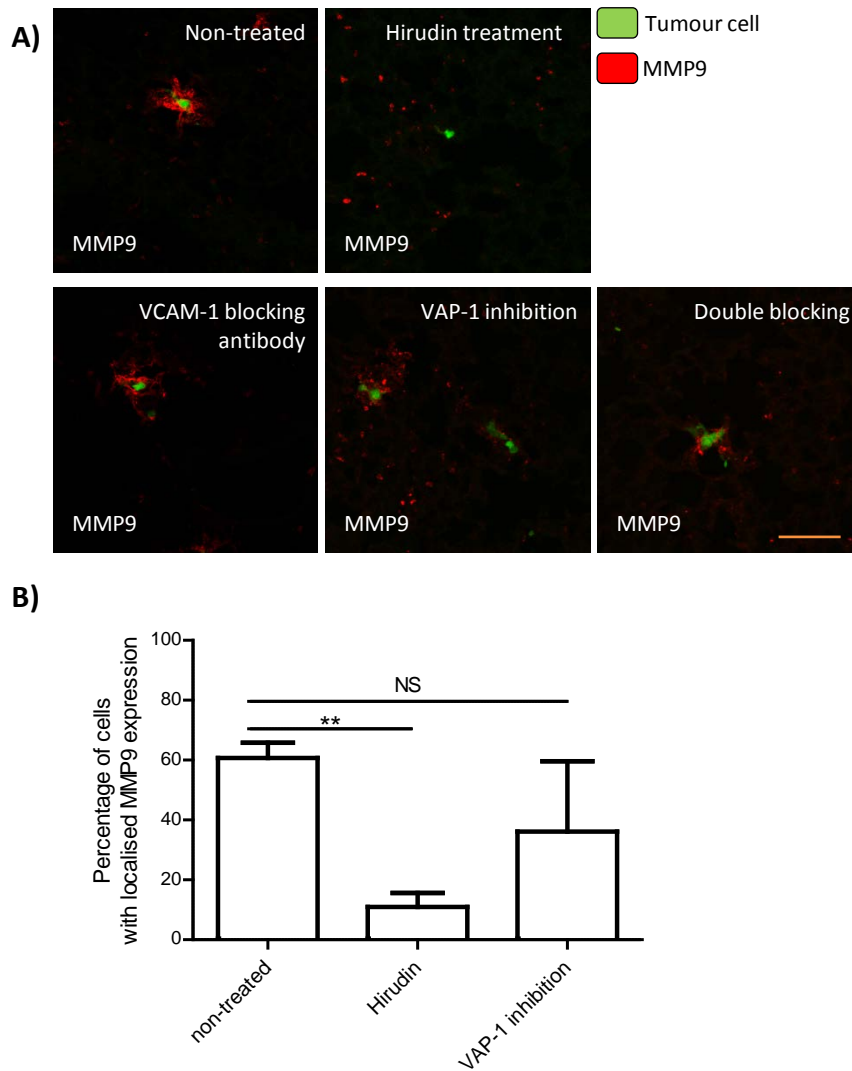 A)
Non-treated
MMP9
Hirudin treatment
MMP9
Tumour cell
MMP9
VCAM-1 blocking
antibody
MMP9
VAP-1 inhibition
MMP9
Double blocking
MMP9
B)
Percentage of cells
with localised MMP9 expression
100
80
60
40
20
0
NS
**
non-treated
Hirudin
VAP-1 inhibition